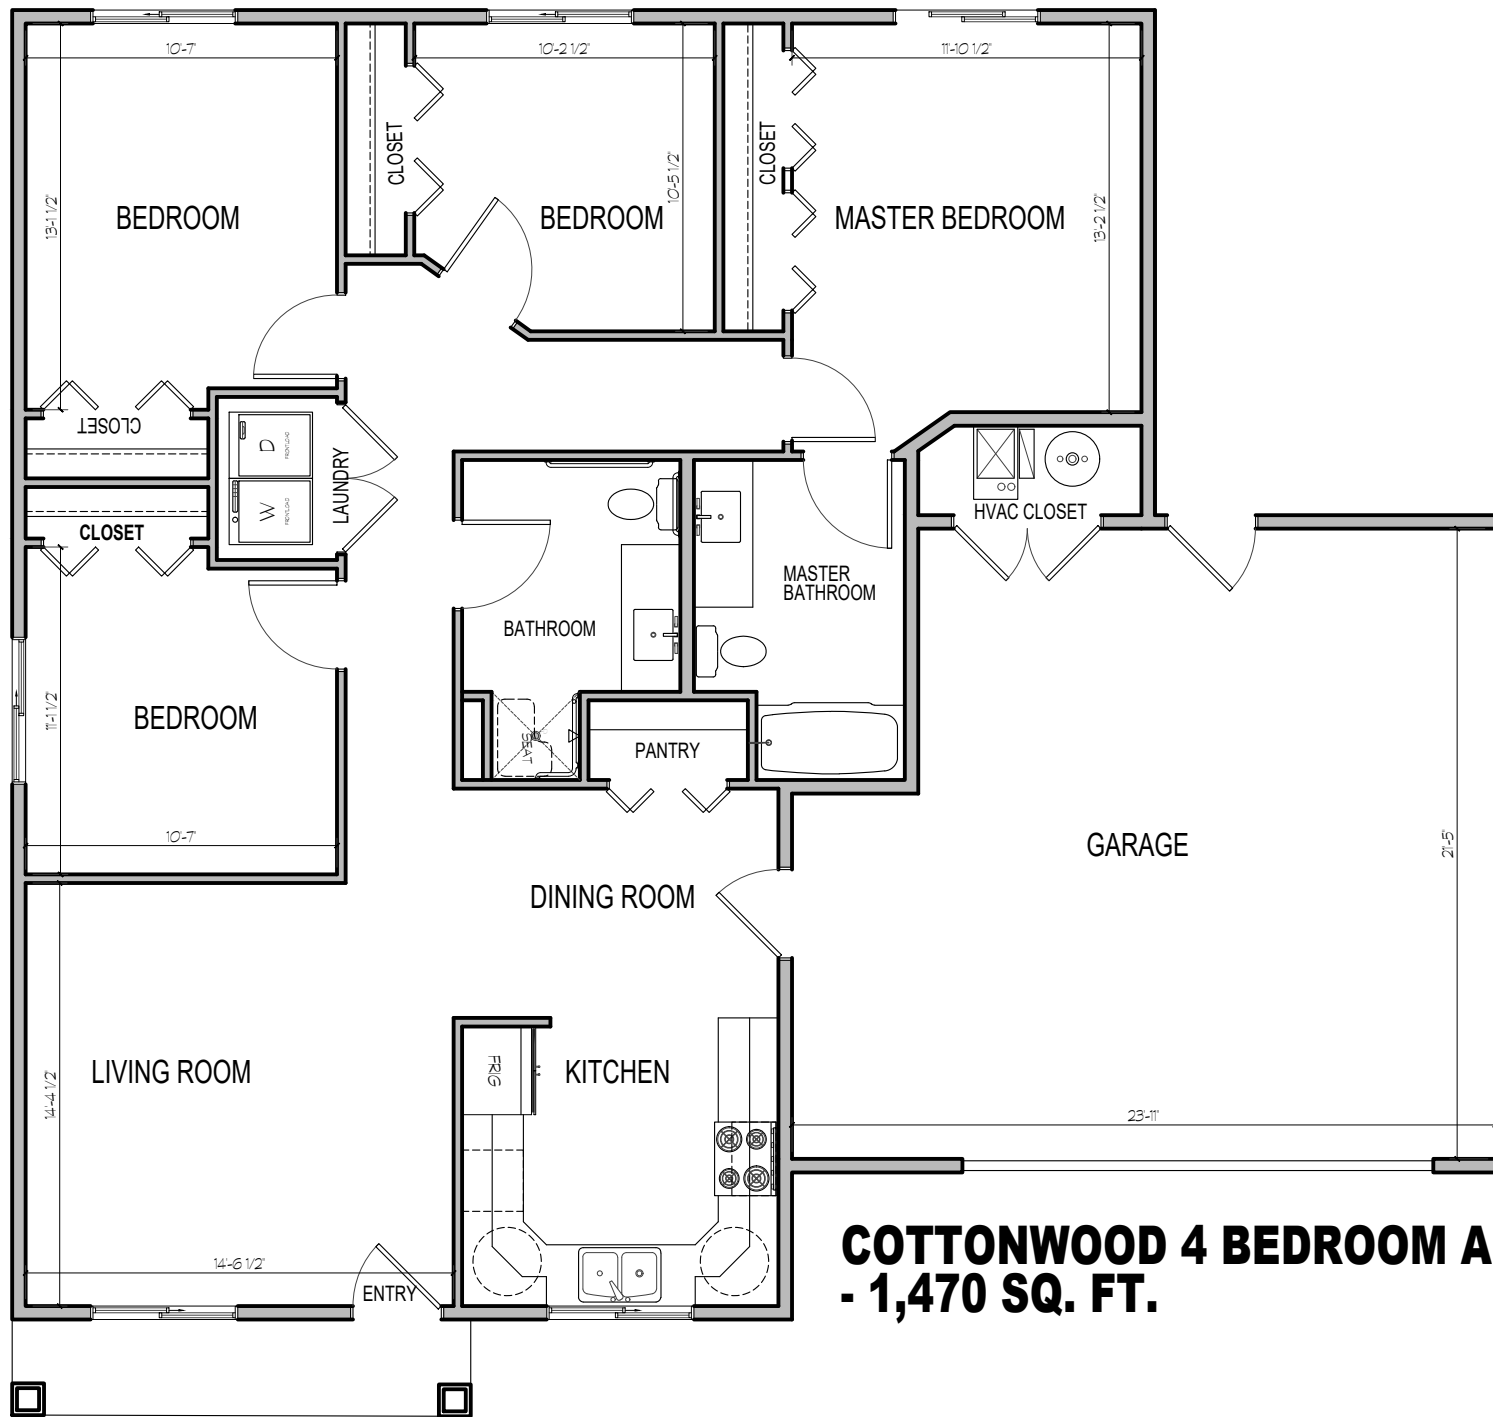 10'-7"
10'-2 1/2"
11'-10 1/2"
CLOSET
CLOSET
13'-1 1/2"
10'-5 1/2"
13'-2 1/2"
BEDROOM
BEDROOM
MASTER BEDROOM
CLOSET
D
FRONTLOAD
W
FRONTLOAD
LAUNDRY
CLOSET
HVAC CLOSET
MASTER
BATHROOM
BATHROOM
11'-1 1/2"
BEDROOM
SEAT
PANTRY
10'-7"
GARAGE
21'-5"
DINING ROOM
LIVING ROOM
14'-4 1/2"
FRIG
KITCHEN
23'-11"
14'-6 1/2"
ENTRY
COTTONWOOD 4 BEDROOM A
- 1,470 SQ. FT.